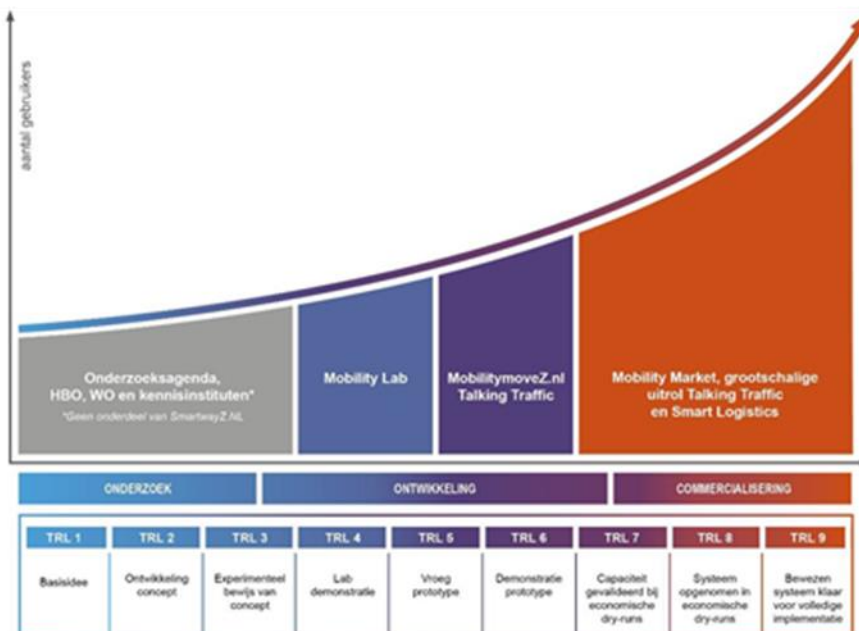 aantal gebruikers
Onderzoeksagenda,
HBO, WO en kennisinstituten*
*Geen onderdeel van SmartwayZ.NL
Mobility Lab
MobilitymoveZ.nl
Talking Traffic
Mobility Market, grootschalige
uitrol Talking Traffic
en Smart Logistics
ONDERZOEK
ONTWIKKELING
COMMERCIALISERING
TRL 1
TRL 2
TRL 3
TRL 4
TRL 5
TRL 6
TRL 7
TRL 8
TRL 9
Basisidee
Ontwikkeling
concept
Experimenteel
bewijs van
concept
Lab
demonstratie
Vroeg
prototype
Demonstratie
prototype
Capaciteit
gevalideerd bij
economische
dry-runs
Systeem
opgenomen in
economische
dry-runs
Bewezen
systeem klaar
voor volledige
implementatie